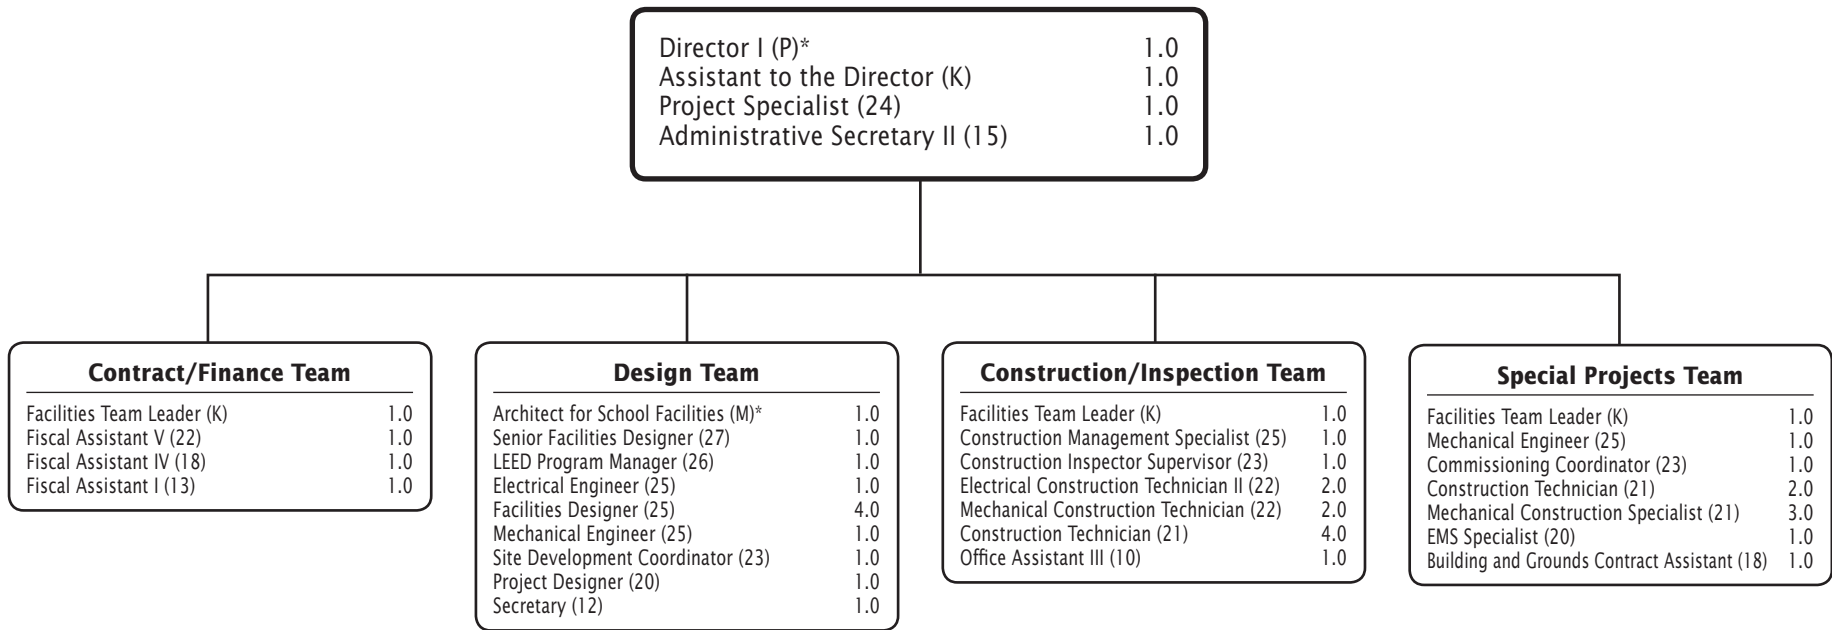 Director I (P)* 1.0
Assistant to the Director (K) 1.0
Project Specialist (24) 1.0
Administrative Secretary II (15) 1.0
Contract/Finance Team
Facilities Team Leader (K) 1.0
Fiscal Assistant V (22) 1.0
Fiscal Assistant IV (18) 1.0
Fiscal Assistant I (13) 1.0
Design Team
Architect for School Facilities (M)* 1.0
Senior Facilities Designer (27) 1.0
LEED Program Manager (26) 1.0
Electrical Engineer (25) 1.0
Facilities Designer (25) 4.0
Mechanical Engineer (25) 1.0
Site Development Coordinator (23) 1.0
Project Designer (20) 1.0
Secretary (12) 1.0
Construction/Inspection Team
Facilities Team Leader (K) 1.0
Construction Management Specialist (25) 1.0
Construction Inspector Supervisor (23) 1.0
Electrical Construction Technician II (22) 2.0
Mechanical Construction Technician (22) 2.0
Construction Technician (21) 4.0
Office Assistant III (10) 1.0
Special Projects Team
Facilities Team Leader (K) 1.0
Mechanical Engineer (25) 1.0
Commissioning Coordinator (23) 1.0
Construction Technician (21) 2.0
Mechanical Construction Specialist (21) 3.0
EMS Specialist (20) 1.0
Building and Grounds Contract Assistant (18) 1.0